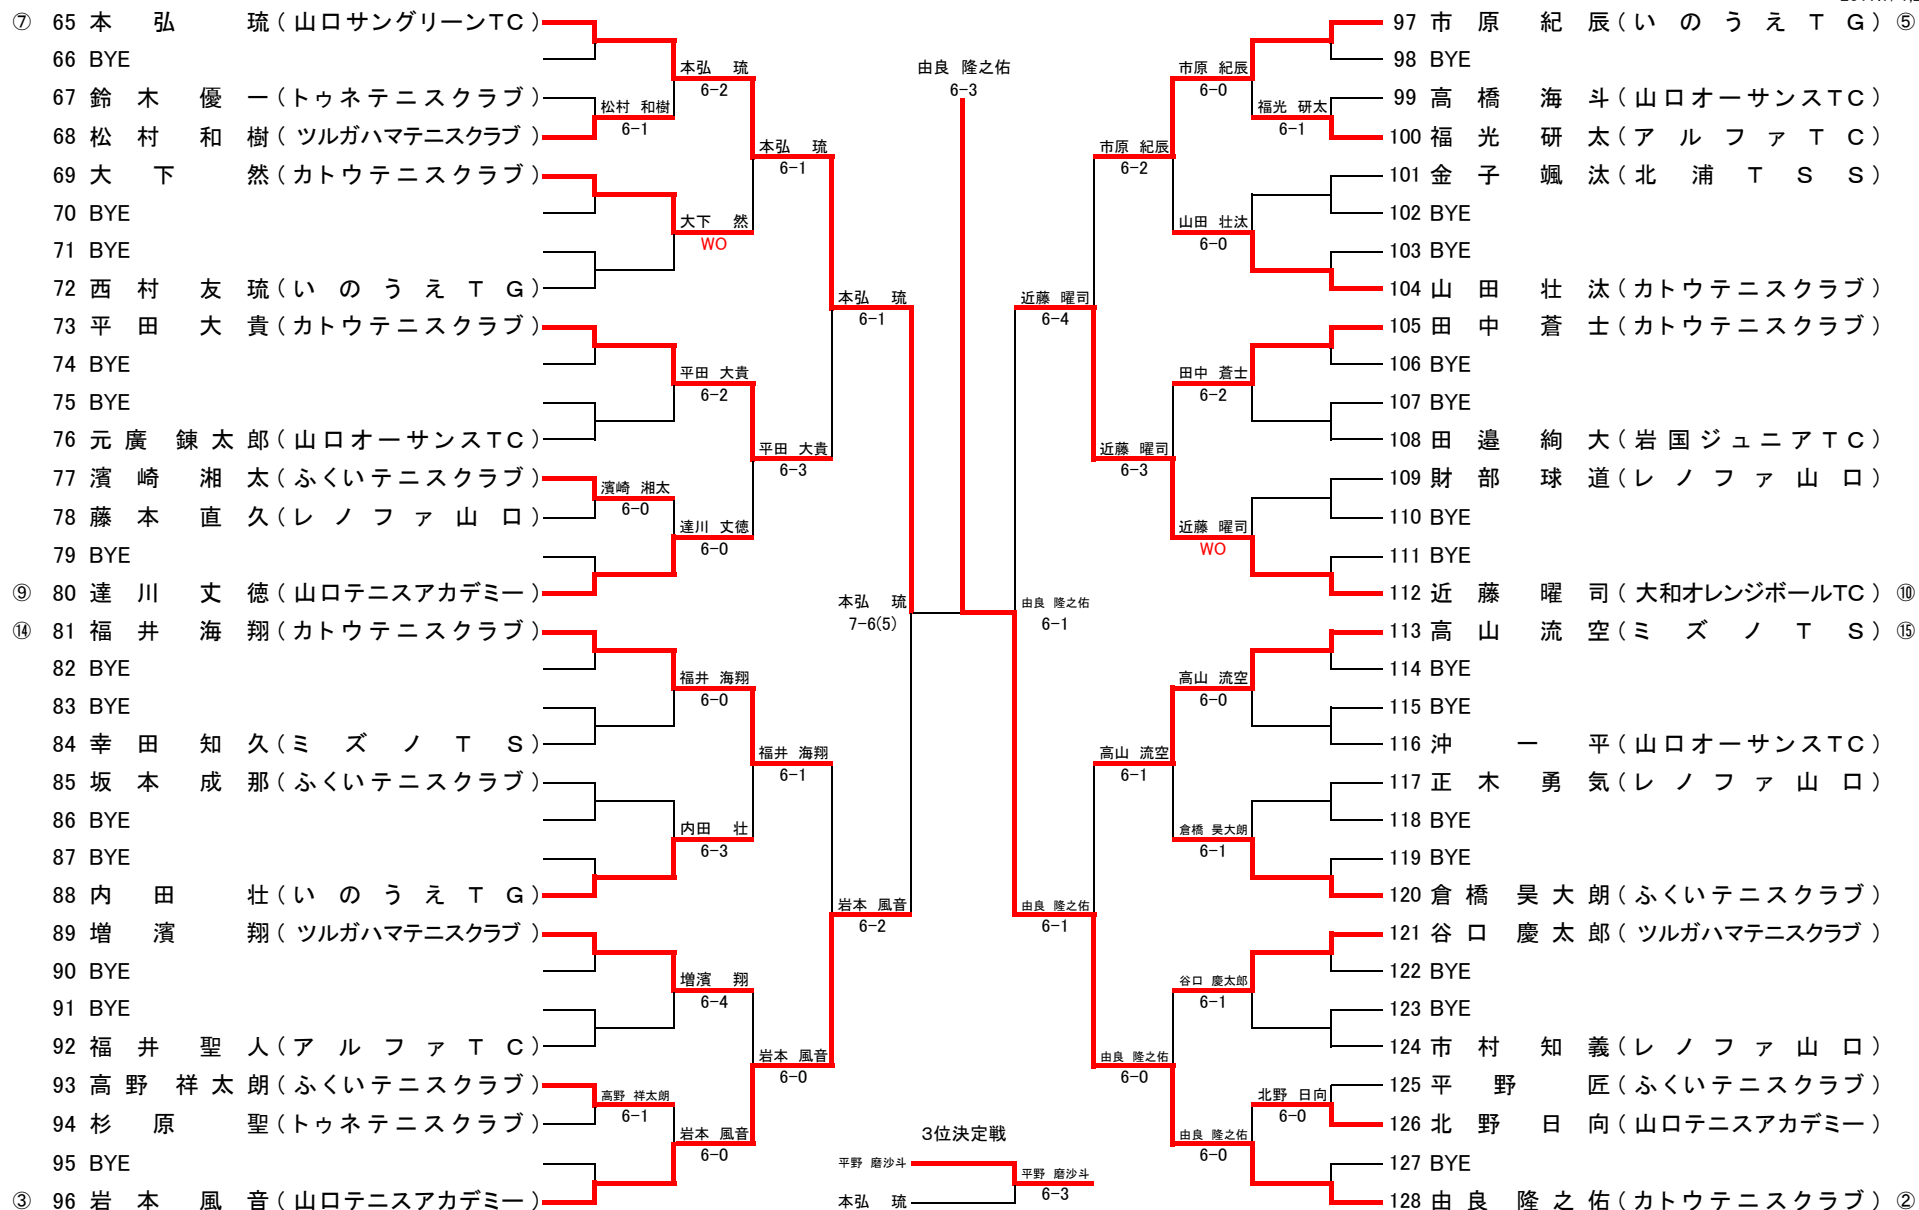 ⑦ 65 本 弘 琉 ( 山口サングリーンTC )
66 BYE
67 鈴 木 優 一 ( トゥネテニスクラブ )
68 松 村 和 樹 ( ツルガハマテニスクラブ )
69 大 下 然 ( カトウテニスクラブ )
70 BYE
71 BYE
72 西 村 友 琉 ( い の う え T G )
73 平 田 大 貴 ( カトウテニスクラブ )
74 BYE
75 BYE
76 元 廣 錬 太 郎 ( 山口オーサンスTC )
77 濱 崎 湘 太 ( ふくいテニスクラブ )
78 藤 本 直 久 ( レ ノ フ ァ 山 口 )
79 BYE
⑨ 80 達 川 丈 徳 ( 山口テニスアカデミー )
⑭ 81 福 井 海 翔 ( カトウテニスクラブ )
82 BYE
83 BYE
84 幸 田 知 久 ( ミ ズ ノ T S )
85 坂 本 成 那 ( ふくいテニスクラブ )
86 BYE
87 BYE
88 内 田 壮 ( い の う え T G )
89 増 濱 翔 ( ツルガハマテニスクラブ )
90 BYE
91 BYE
92 福 井 聖 人 ( ア ル フ ァ T C )
93 高 野 祥 太 朗 ( ふくいテニスクラブ )
94 杉 原 聖 ( トゥネテニスクラブ )
95 BYE
③ 96 岩 本 風 音 ( 山口テニスアカデミー )
松村 和樹
6-1
濱崎 湘太
6-0
高野 祥太朗
6-1
本弘 琉
6-2
大下 然
WO
平田 大貴
6-2
達川 丈徳
6-0
福井 海翔
6-0
内田 壮
6-3
増濱 翔
6-4
岩本 風音
6-0
本弘 琉
6-1
平田 大貴
6-3
福井 海翔
6-1
岩本 風音
6-0
本弘 琉
6-1
岩本 風音
6-2
本弘 琉
7-6(5)
由良 隆之佑
6-3
由良 隆之佑
6-1
近藤 曜司
6-4
由良 隆之佑
6-1
市原 紀辰
6-2
近藤 曜司
6-3
高山 流空
6-1
由良 隆之佑
6-0
市原 紀辰
6-0
山田 壮汰
6-0
田中 蒼士
6-2
近藤 曜司
WO
高山 流空
6-0
倉橋 昊大朗
6-1
谷口 慶太郎
6-1
由良 隆之佑
6-0
福光 研太
6-1
北野 日向
6-0
97 市 原 紀 辰 ( い の う え T G ) ⑤
98 BYE
99 高 橋 海 斗 ( 山口オーサンスTC )
100 福 光 研 太 ( ア ル フ ァ T C )
101 金 子 颯 汰 ( 北 浦 T S S )
102 BYE
103 BYE
104 山 田 壮 汰 ( カトウテニスクラブ )
105 田 中 蒼 士 ( カトウテニスクラブ )
106 BYE
107 BYE
108 田 邉 絢 大 ( 岩国ジュニアTC )
109 財 部 球 道 ( レ ノ フ ァ 山 口 )
110 BYE
111 BYE
112 近 藤 曜 司 ( 大和オレンジボールTC ) ⑩
113 高 山 流 空 ( ミ ズ ノ T S ) ⑮
114 BYE
115 BYE
116 沖 一 平 ( 山口オーサンスTC )
117 正 木 勇 気 ( レ ノ フ ァ 山 口 )
118 BYE
119 BYE
120 倉 橋 昊 大 朗 ( ふくいテニスクラブ )
121 谷 口 慶 太 郎 ( ツルガハマテニスクラブ )
122 BYE
123 BYE
124 市 村 知 義 ( レ ノ フ ァ 山 口 )
125 平 野 匠 ( ふくいテニスクラブ )
126 北 野 日 向 ( 山口テニスアカデミー )
127 BYE
128 由 良 隆 之 佑 ( カトウテニスクラブ ) ②
3位決定戦
平野 磨沙斗
本弘 琉
平野 磨沙斗
6-3